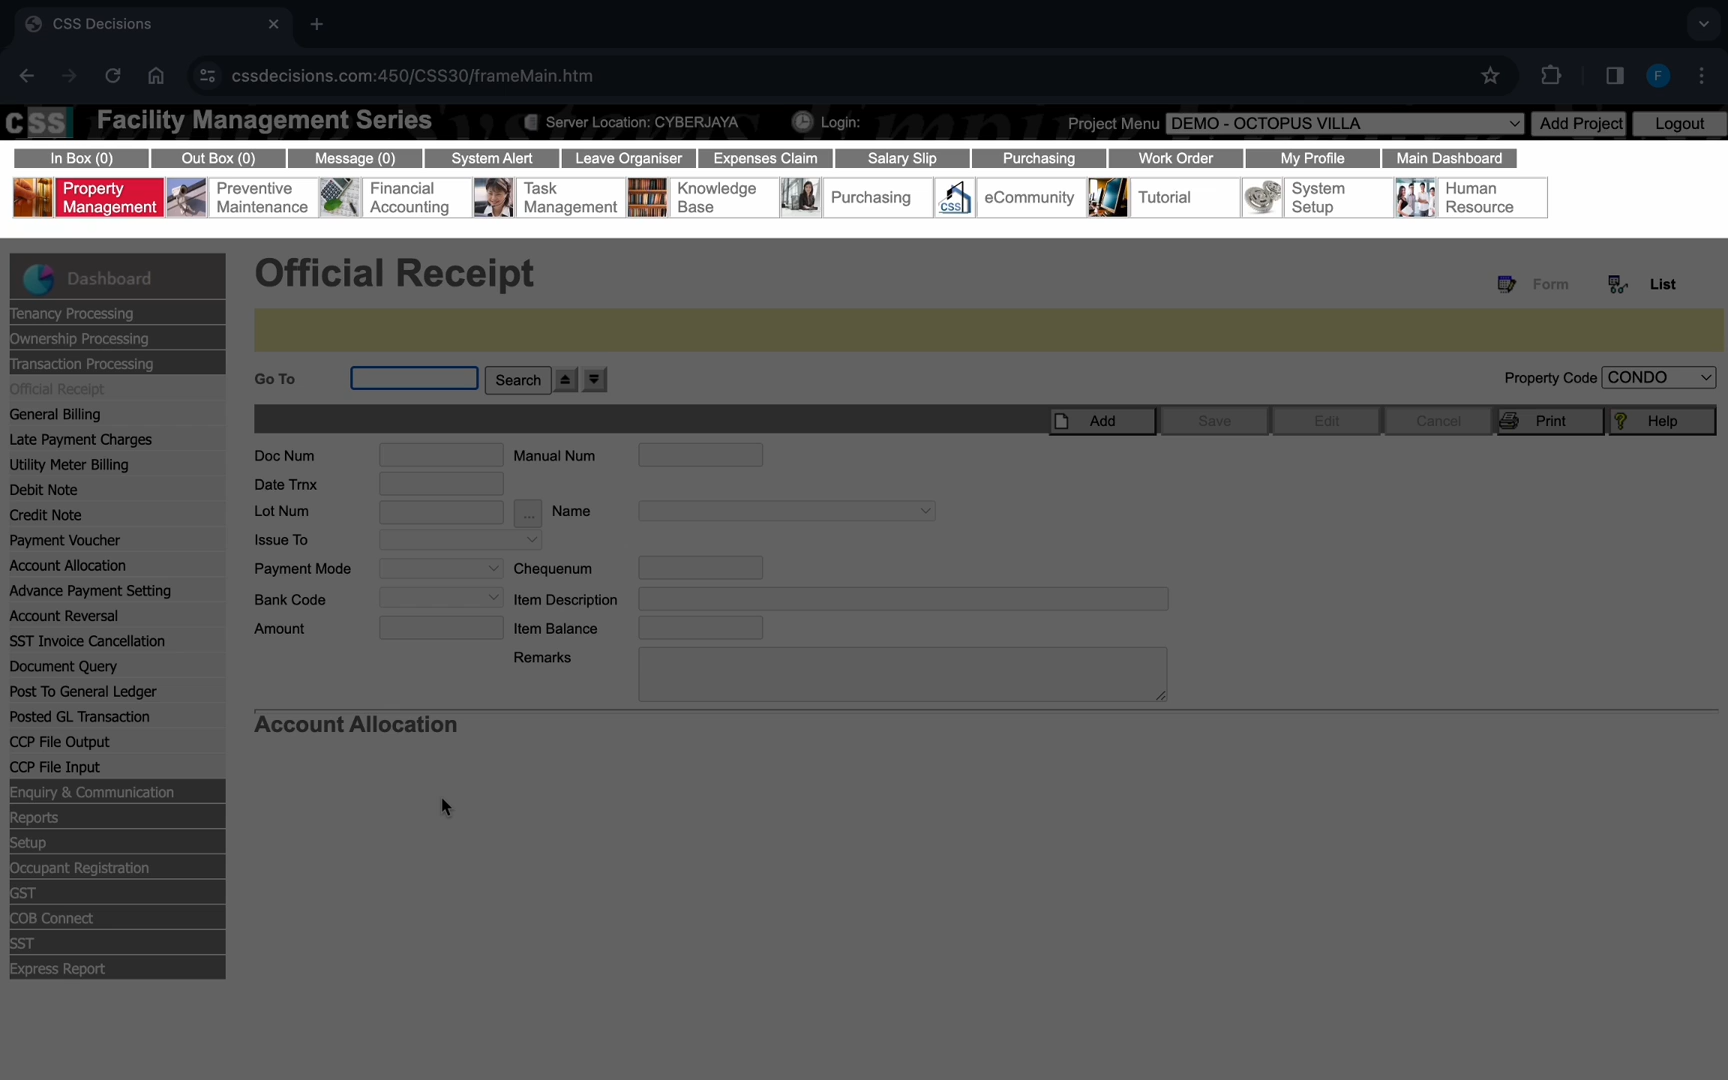 CSS Decisions
cssdecisions.com:450/CSS30/frameMain.htm
F
CSS Facility Management Series Server Location: CYBERJAYA Login: Project Menu DEMO - OCTOPUS VILLA Add Project Logout
In Box (0) Out Box (0) Message (0) System Alert Leave Organiser Expenses Claim Salary Slip Purchasing Work Order My Profile Main Dashboard
Property Management
Preventive Maintenance
Financial Accounting
Task Management
Knowledge Base
Purchasing
CSS
eCommunity
Tutorial
System Setup
Human Resource
Dashboard
Tenancy Processing
Ownership Processing
Transaction Processing
Official Receipt
General Billing
Late Payment Charges
Utility Meter Billing
Debit Note
Credit Note
Payment Voucher
Account Allocation
Advance Payment Setting
Account Reversal
SST Invoice Cancellation
Document Query
Post To General Ledger
Posted GL Transaction
CCP File Output
CCP File Input
Enquiry & Communication
Reports
Setup
Occupant Registration
GST
COB Connect
SST
Express Report
Official Receipt
Form List
Go To Search Property Code CONDO
Add Save Edit Cancel Print ? Help
Doc Num Manual Num
Date Trnx
Lot Num ... Name
Issue To
Payment Mode Chequenum
Bank Code Item Description
Amount Item Balance
Remarks
Account Allocation